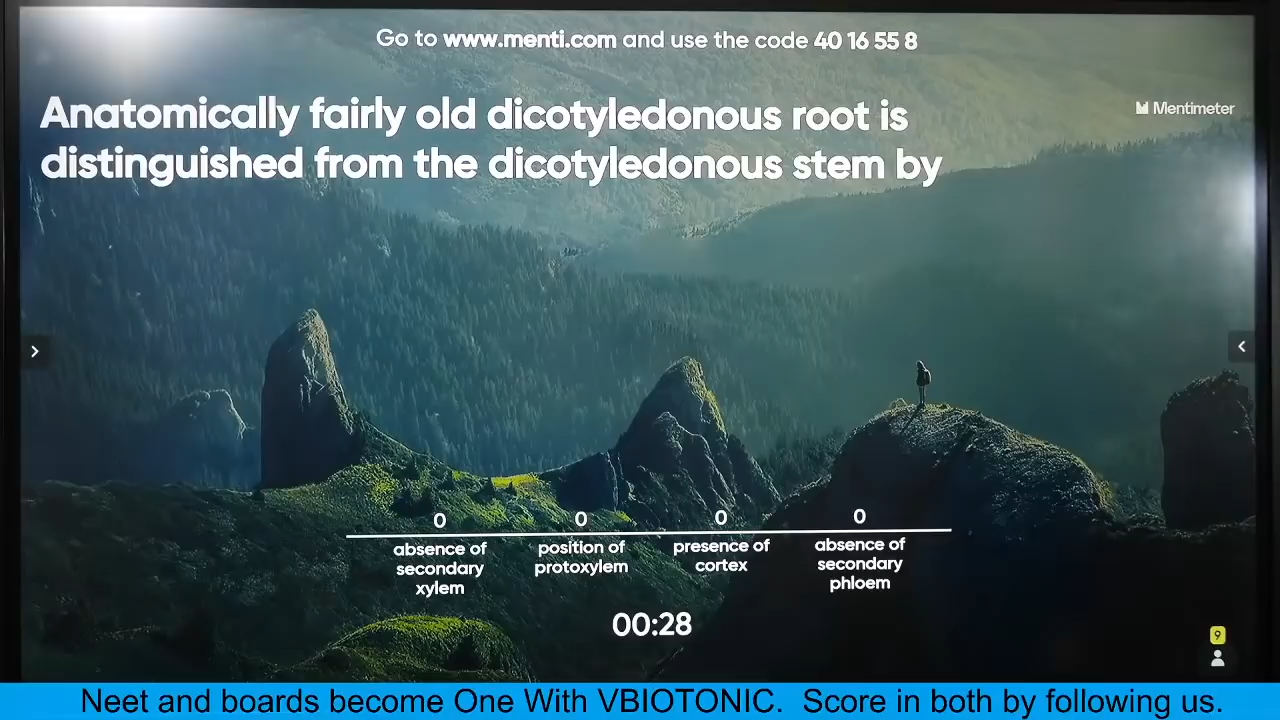 Go to www.menti.com and use the code 40 16 55 8
Anatomically fairly old dicotyledonous root is
distinguished from the dicotyledonous stem by
Mentimeter
0
absence of
secondary
xylem
0
position of
protoxylem
0
presence of
cortex
0
absence of
secondary
phloem
00:28
9
Neet and boards become One With VBIOTONIC. Score in both by following us.